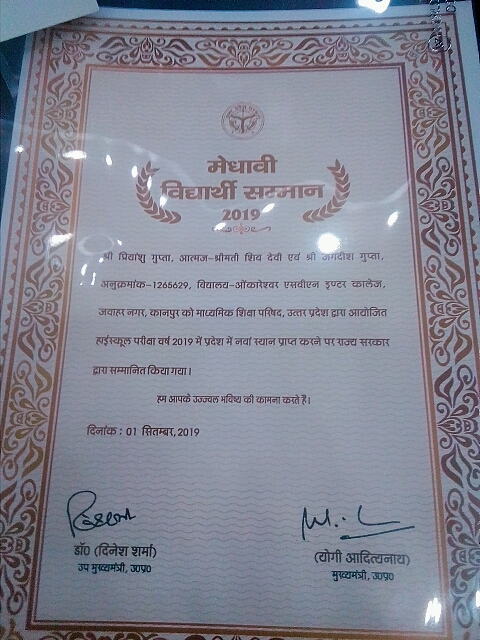 मेधावी
विद्यार्थी सम्मान
2019
श्री प्रियांशु गुप्ता, आत्मज-श्रीमती शिव देवी एवं श्री जगदीश गुप्ता,
अनुक्रमांक-1265629, विद्यालय-ओंकारेश्वर एसवीएन इण्टर कालेज,
जवाहर नगर, कानपुर को माध्यमिक शिक्षा परिषद, उत्तर प्रदेश द्वारा आयोजित
हाईस्कूल परीक्षा वर्ष 2019 में प्रदेश में नवां स्थान प्राप्त करने पर राज्य सरकार
द्वारा सम्मानित किया गया।
हम आपके उज्ज्वल भविष्य की कामना करते हैं।
दिनांक : 01 सितम्बर, 2019
डॉ0 (दिनेश शर्मा)
उप मुख्यमंत्री, उ0प्र0
(योगी आदित्यनाथ)
मुख्यमंत्री, उ0प्र0